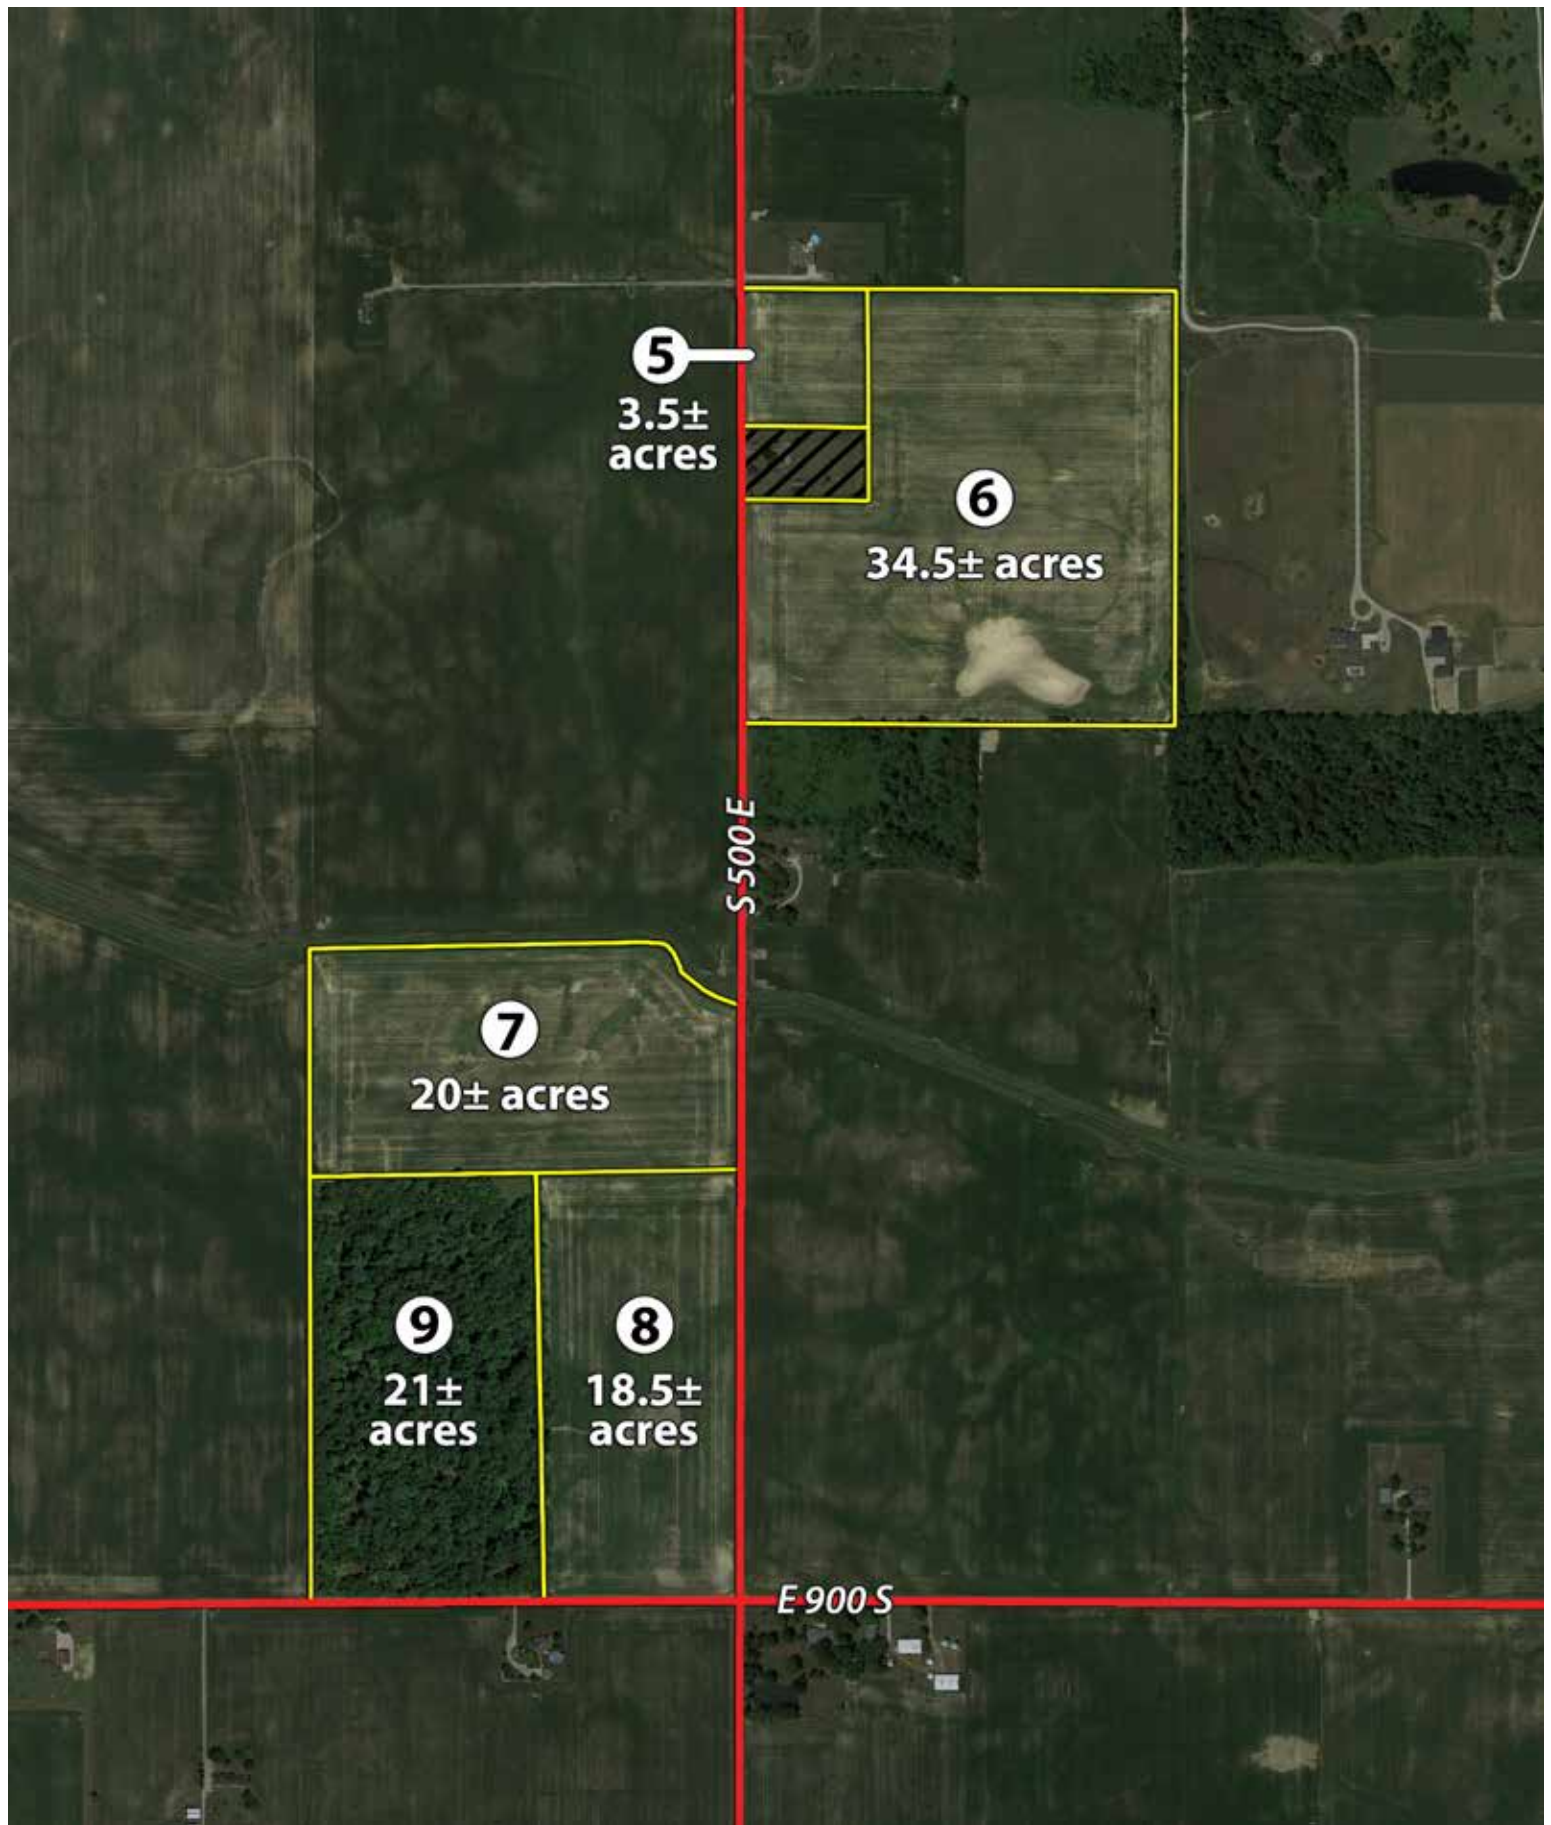 5
3.5±
acres
6
34.5± acres
S 500 E
7
20± acres
9
21±
acres
8
18.5±
acres
E 900 S